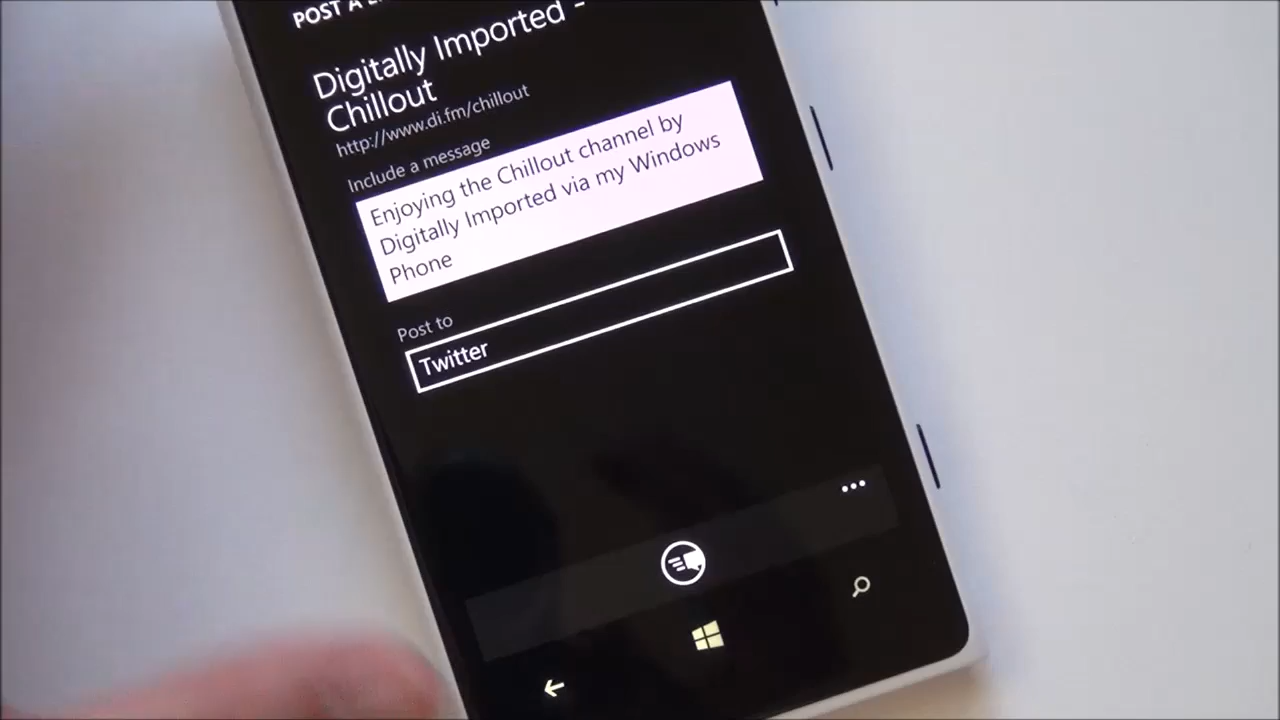 POST A
Digitally Imported -
Chillout
http://www.di.fm/chillout
Include a message
Enjoying the Chillout channel by
Digitally Imported via my Windows
Phone
Post to
Twitter